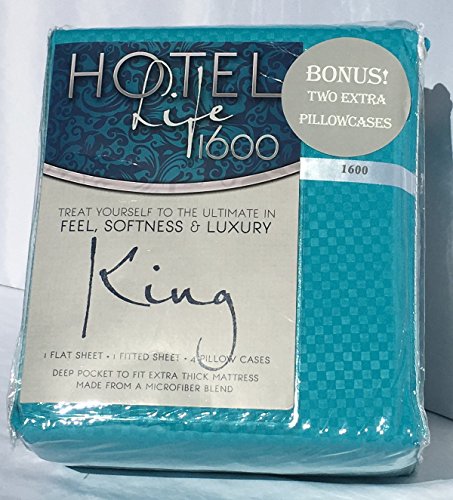 HOTEL
Life
1600
BONUS!
TWO EXTRA
PILLOWCASES
1600
TREAT YOURSELF TO THE ULTIMATE IN
FEEL, SOFTNESS & LUXURY
King
1 FLAT SHEET • 1 FITTED SHEET • 4 PILLOW CASES
DEEP POCKET TO FIT EXTRA THICK MATTRESS
MADE FROM A MICROFIBER BLEND